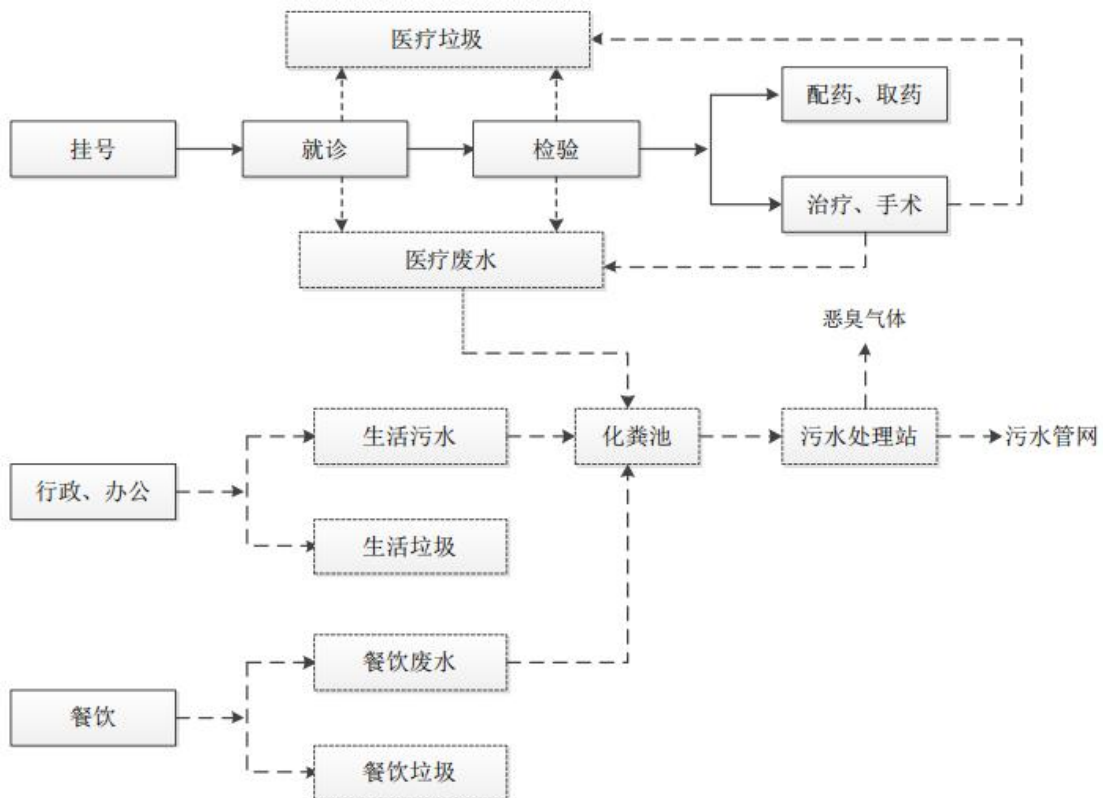 医疗垃圾
配药、取药
挂号
就诊
检验
治疗、手术
医疗废水
恶臭气体
生活污水
化粪池
污水处理站
污水管网
行政、办公
生活垃圾
餐饮废水
餐饮
餐饮垃圾